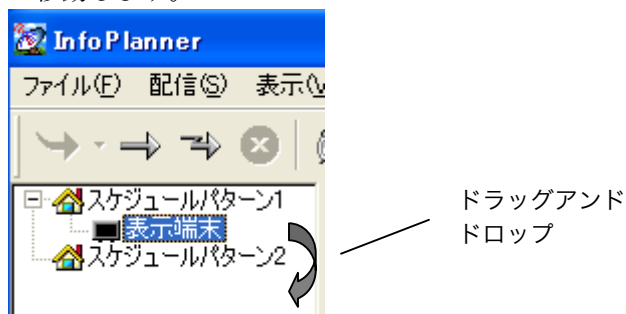 移動します。
InfoPlanner
ファイル(F) 配信(S) 表示(V
スケジュールパターン1
表示端末
スケジュールパターン2
ドラッグアンド
ドロップ